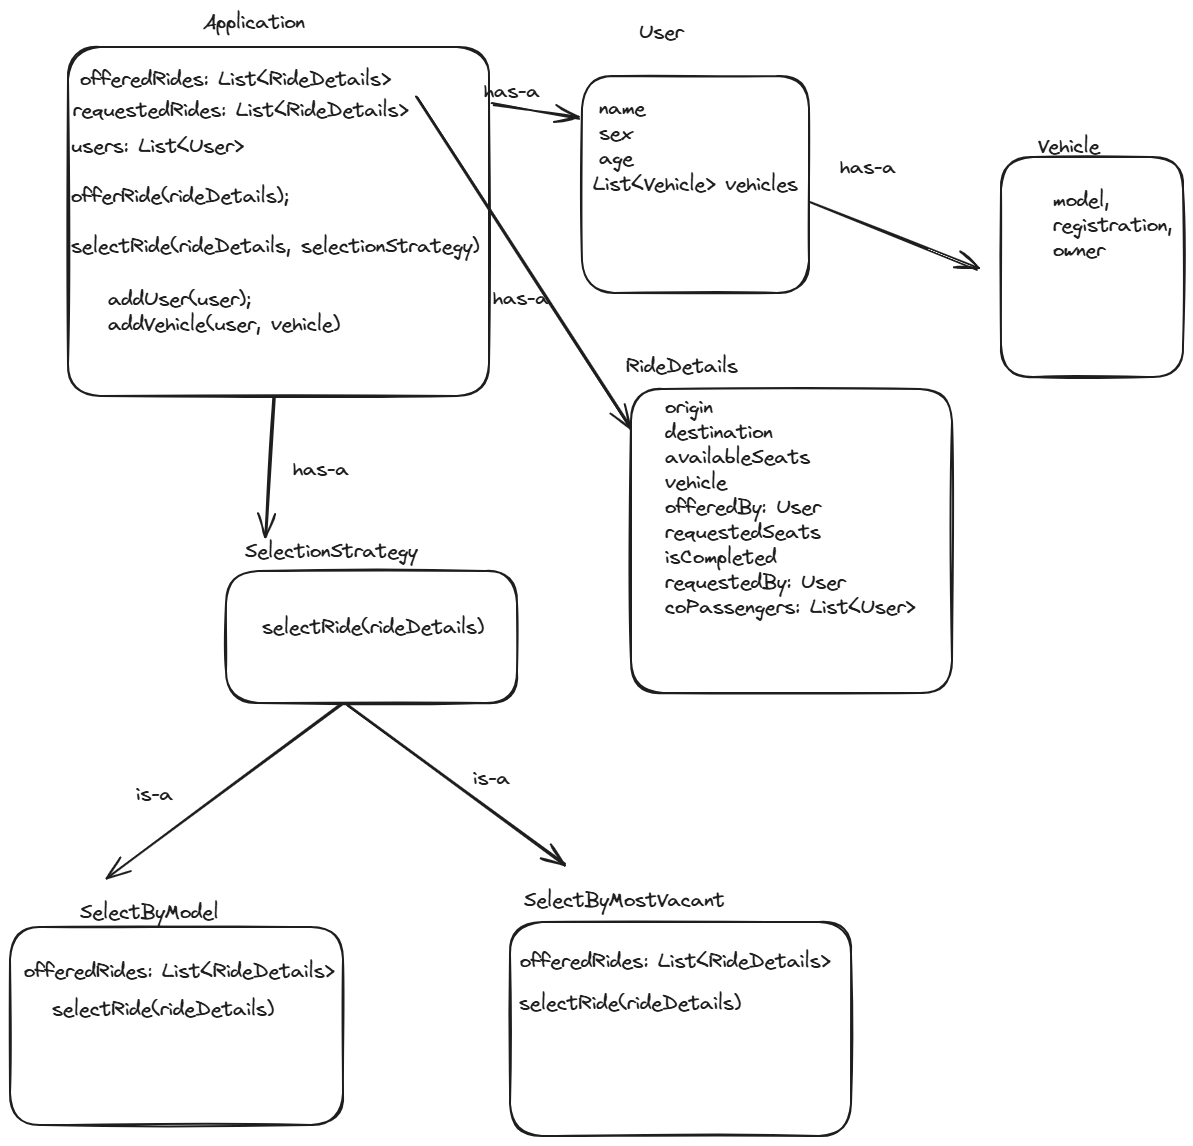 Application
offeredRides: List<RideDetails>
requestedRides: List<RideDetails>
users: List<User>
offerRide(rideDetails);
selectRide(rideDetails, selectionStrategy)
addUser(user);
addVehicle(user, vehicle)
has-a
User
name
sex
age
List<Vehicle> vehicles
has-a
Vehicle
model,
registration,
owner
has-a
RideDetails
origin
destination
availableSeats
vehicle
offeredBy: User
requestedSeats
isCompleted
requestedBy: User
coPassengers: List<User>
has-a
SelectionStrategy
selectRide(rideDetails)
is-a
is-a
SelectByModel
offeredRides: List<RideDetails>
selectRide(rideDetails)
SelectByMostVacant
offeredRides: List<RideDetails>
selectRide(rideDetails)